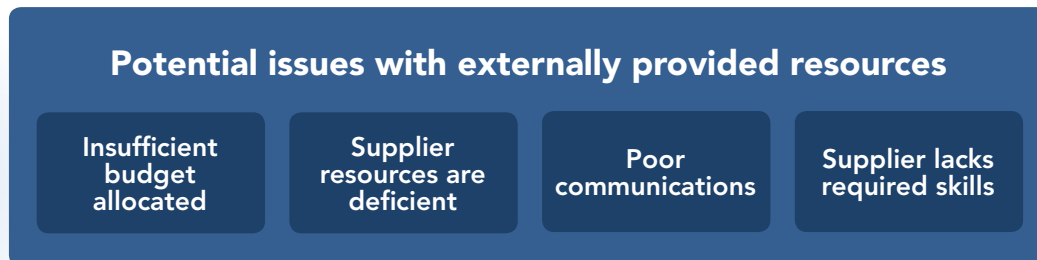 Potential issues with externally provided resources
Insufficient
budget
allocated
Supplier
resources are
deficient
Poor
communications
Supplier lacks
required skills